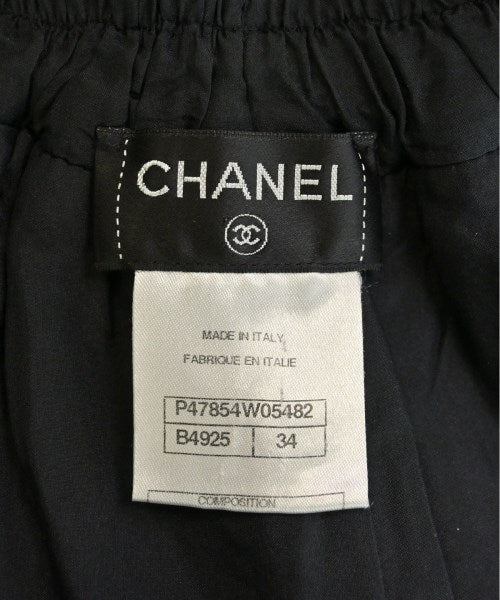 CHANEL
MADE IN ITALY
FABRIQUE EN ITALIE
P47854W05482
B4925 34
COMPOSITION